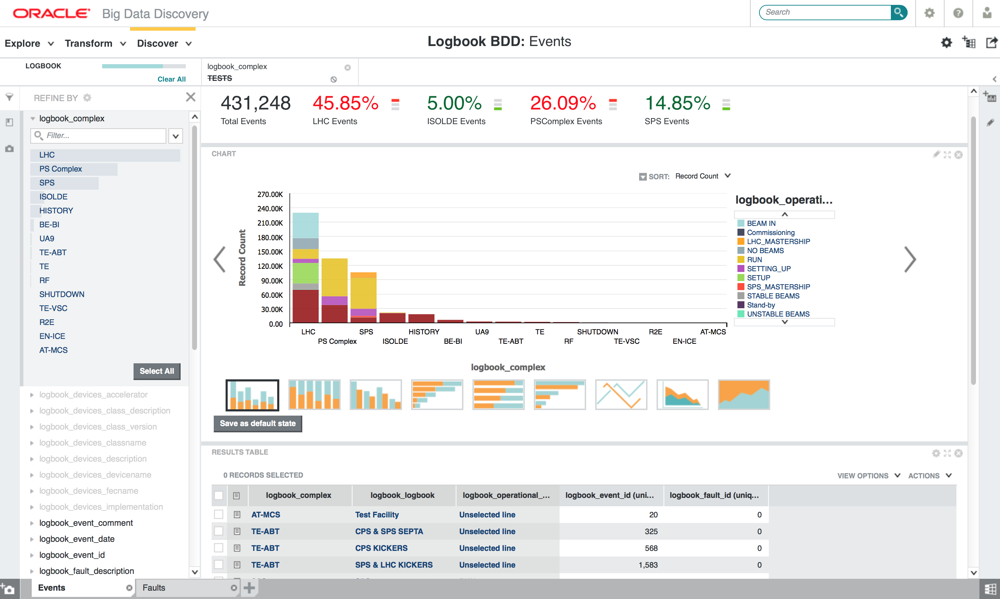 ORACLE Big Data Discovery
Search
Explore Transform Discover
Logbook BDD: Events
LOGBOOK
Clear All
logbook_complex
TESTS
REFINE BY
logbook_complex
Filter...
LHC
PS Complex
SPS
ISOLDE
HISTORY
BE-BI
UA9
TE-ABT
TE
RF
SHUTDOWN
TE-VSC
R2E
EN-ICE
AT-MCS
Select All
logbook_devices_accelerator
logbook_devices_class_description
logbook_devices_class_version
logbook_devices_classname
logbook_devices_description
logbook_devices_devicename
logbook_devices_fecname
logbook_devices_implementation
logbook_event_comment
logbook_event_date
logbook_event_id
logbook_fault_description
431,248 45.85% 5.00% 26.09% 14.85%
Total Events LHC Events ISOLDE Events PSComplex Events SPS Events
CHART
SORT: Record Count
270.00K
240.00K
210.00K
180.00K
150.00K
120.00K
90.00K
60.00K
30.00K
0.00
Record Count
LHC SPS HISTORY UA9 TE SHUTDOWN R2E AT-MCS
PS Complex ISOLDE BE-BI TE-ABT RF TE-VSC EN-ICE
logbook_complex
logbook_operati...
BEAM IN
Commissioning
LHC_MASTERSHIP
NO BEAMS
RUN
SETTING_UP
SETUP
SPS_MASTERSHIP
STABLE BEAMS
Stand-by
UNSTABLE BEAMS
Save as default state
RESULTS TABLE
0 RECORDS SELECTED
VIEW OPTIONS ACTIONS
logbook_complex logbook_logbook logbook_operational_... logbook_event_id (uni... logbook_fault_id (uniq...
AT-MCS Test Facility Unselected line 20 0
TE-ABT CPS & SPS SEPTA Unselected line 325 0
TE-ABT CPS KICKERS Unselected line 568 0
TE-ABT SPS & LHC KICKERS Unselected line 1,583 0
Events Faults